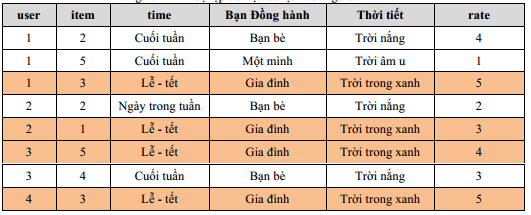 user item time Bạn Đồng hành Thời tiết rate
1 2 Cuối tuần Bạn bè Trời nắng 4
1 5 Cuối tuần Một mình Trời âm u 1
1 3 Lễ - tết Gia đình Trời trong xanh 5
2 2 Ngày trong tuần Bạn bè Trời nắng 2
2 1 Lễ - tết Gia đình Trời trong xanh 3
3 5 Lễ - tết Gia đình Trời trong xanh 4
3 4 Cuối tuần Bạn bè Trời nắng 3
4 3 Lễ - tết Gia đình Trời trong xanh 5